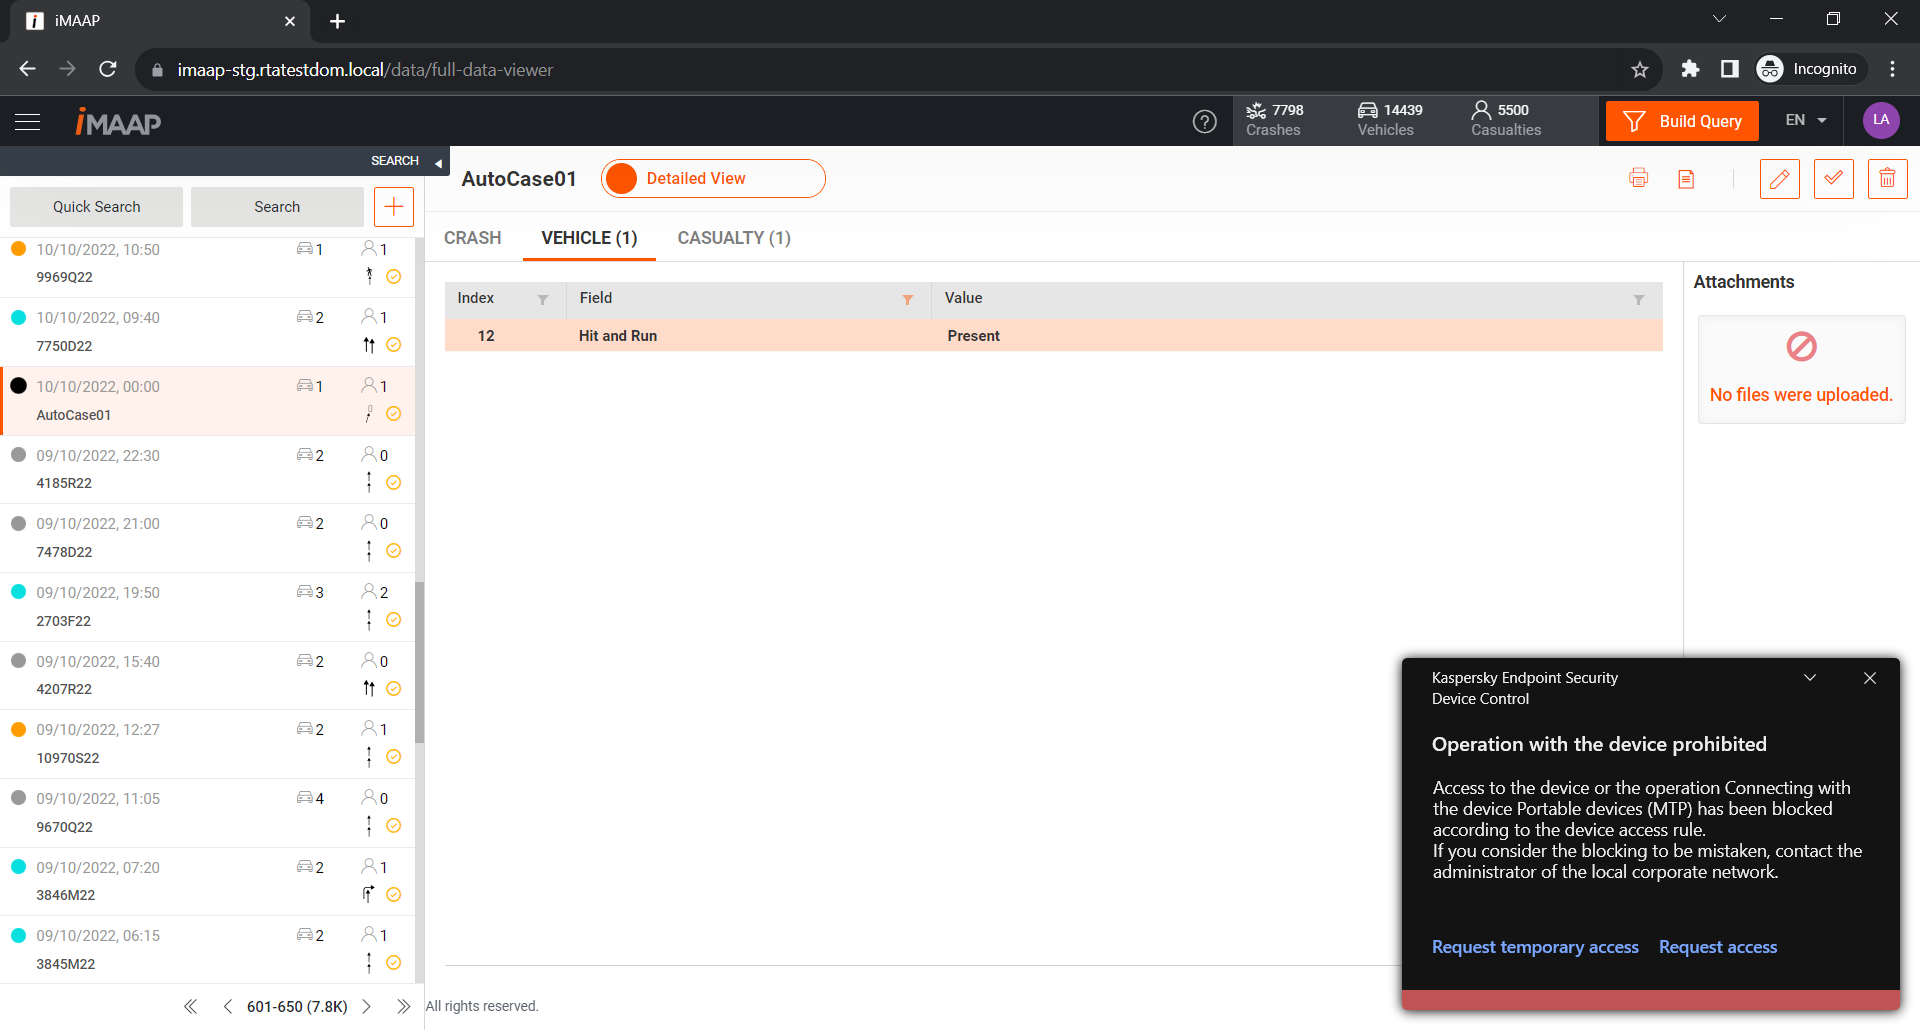 iMAAP
imaap-stg.rtatestdom.local/data/full-data-viewer
Incognito
iMAAP
7798
Crashes
14439
Vehicles
5500
Casualties
Build Query
EN
LA
SEARCH
Quick Search
Search
10/10/2022, 10:50 1 1
9969Q22
10/10/2022, 09:40 2 1
7750D22
10/10/2022, 00:00 1 1
AutoCase01
09/10/2022, 22:30 2 0
4185R22
09/10/2022, 21:00 2 0
7478D22
09/10/2022, 19:50 3 2
2703F22
09/10/2022, 15:40 2 0
4207R22
09/10/2022, 12:27 2 1
10970S22
09/10/2022, 11:05 4 0
9670Q22
09/10/2022, 07:20 2 1
3846M22
09/10/2022, 06:15 2 1
3845M22
601-650 (7.8K)
AutoCase01
Detailed View
CRASH VEHICLE (1) CASUALTY (1)
Index Field Value
12 Hit and Run Present
Attachments
No files were uploaded.
All rights reserved.
Kaspersky Endpoint Security
Device Control
Operation with the device prohibited
Access to the device or the operation Connecting with
the device Portable devices (MTP) has been blocked
according to the device access rule.
If you consider the blocking to be mistaken, contact the
administrator of the local corporate network.
Request temporary access Request access